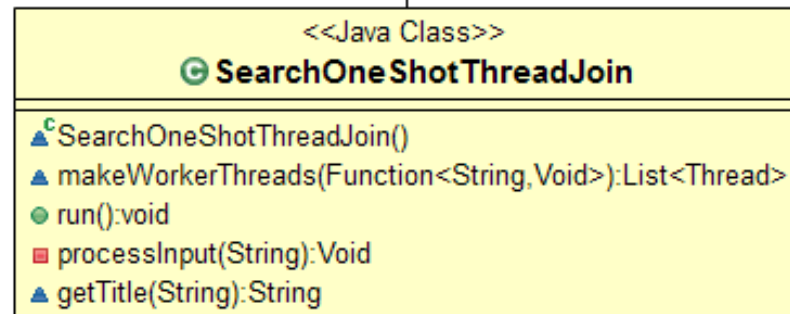 <<Java Class>>
C SearchOneShotThreadJoin
c SearchOneShotThreadJoin()
makeWorkerThreads(Function<String,Void>):List<Thread>
run():void
processInput(String):Void
getTitle(String):String